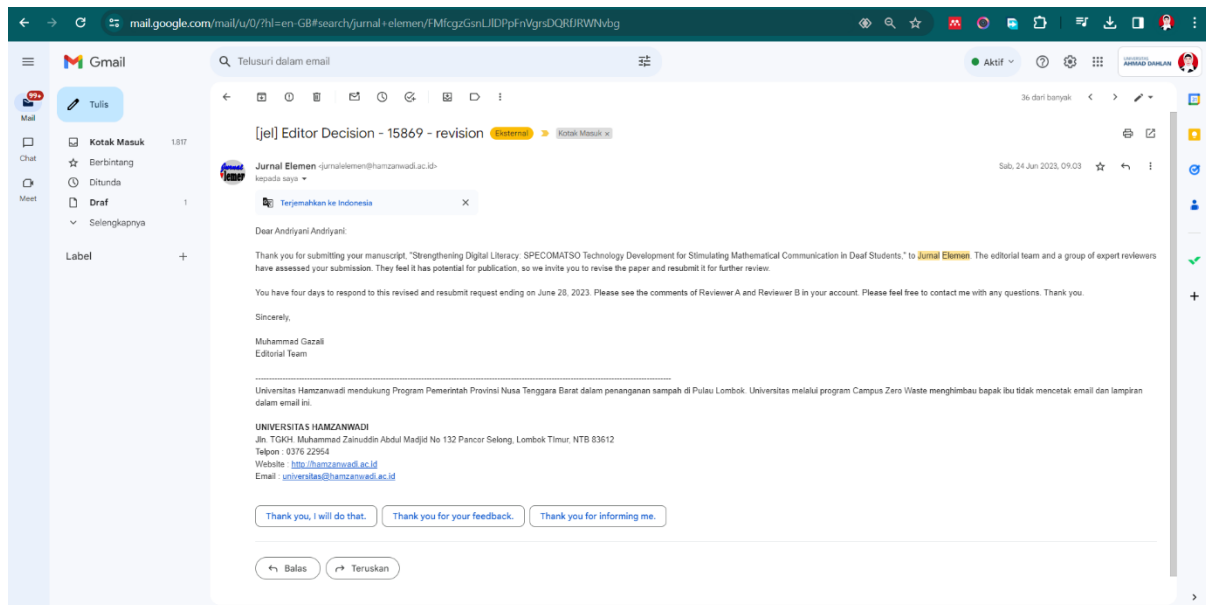 mail.google.com/mail/u/0/?hl=en-GB#search/jurnal+elemen/FMfcgzGsnLJlDPpFnVgrsDQRfJRWNvbg
Gmail
Telusuri dalam email
Aktif
UNIVERSITAS
AHMAD DAHLAN
99+
Mail
Chat
Meet
Tulis
Kotak Masuk 1.817
Berbintang
Ditunda
Draf 1
Selengkapnya
Label
36 dari banyak
[jel] Editor Decision - 15869 - revision Eksternal Kotak Masuk x
Jurnal Elemen <jurnalelemen@hamzanwadi.ac.id>
Sab, 24 Jun 2023, 09.03
kepada saya
Terjemahkan ke Indonesia
Dear Andriyani Andriyani:
Thank you for submitting your manuscript, "Strengthening Digital Literacy: SPECOMATSO Technology Development for Stimulating Mathematical Communication in Deaf Students," to Jurnal Elemen. The editorial team and a group of expert reviewers
have assessed your submission. They feel it has potential for publication, so we invite you to revise the paper and resubmit it for further review.
You have four days to respond to this revised and resubmit request ending on June 28, 2023. Please see the comments of Reviewer A and Reviewer B in your account. Please feel free to contact me with any questions. Thank you.
Sincerely,
Muhammad Gazali
Editorial Team
Universitas Hamzanwadi mendukung Program Pemerintah Provinsi Nusa Tenggara Barat dalam penanganan sampah di Pulau Lombok. Universitas melalui program Campus Zero Waste menghimbau bapak ibu tidak mencetak email dan lampiran
dalam email ini.
UNIVERSITAS HAMZANWADI
Jln. TGKH. Muhammad Zainuddin Abdul Madjid No 132 Pancor Selong, Lombok TImur, NTB 83612
Telpon : 0376 22954
Website : http://hamzanwadi.ac.id
Email : universitas@hamzanwadi.ac.id
Thank you, I will do that.
Thank you for your feedback.
Thank you for informing me.
Balas
Teruskan